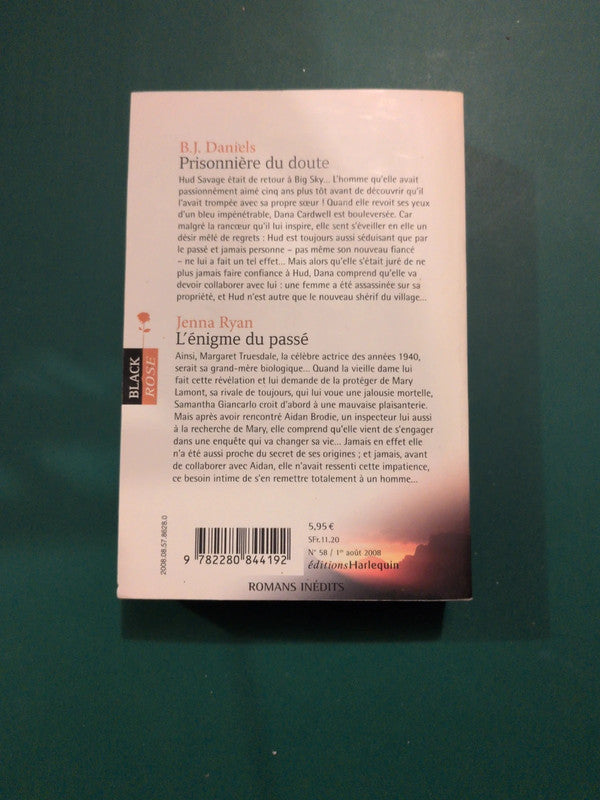 B.J. Daniels
Prisonnière du doute
Hud Savage était de retour à Big Sky... L'homme qu'elle avait
passionnément aimé cinq ans plus tôt avant de découvrir qu'il
l'avait trompée avec sa propre sœur ! Quand elle revoit ses yeux
d'un bleu impénétrable, Dana Cardwell est bouleversée. Car
malgré la rancœur qu'il lui inspire, elle sent s'éveiller en elle un
désir mêlé de regrets : Hud est toujours aussi séduisant que par
le passé et jamais personne – pas même son nouveau fiancé
– ne lui a fait un tel effet... Mais alors qu'elle s'était juré de ne
plus jamais faire confiance à Hud, Dana comprend qu'elle va
devoir collaborer avec lui : une femme a été assassinée sur sa
propriété, et Hud n'est autre que le nouveau shérif du village...
Jenna Ryan
L'énigme du passé
Ainsi, Margaret Truesdale, la célèbre actrice des années 1940,
serait sa grand-mère biologique... Quand la vieille dame lui
fait cette révélation et lui demande de la protéger de Mary
Lamont, sa rivale de toujours, qui lui voue une jalousie mortelle,
Samantha Giancarlo croit d'abord à une mauvaise plaisanterie.
Mais après avoir rencontré Aidan Brodie, un inspecteur lui aussi
à la recherche de Mary, elle comprend qu'elle vient de s'engager
dans une enquête qui va changer sa vie... Jamais en effet elle
n'a été aussi proche du secret de ses origines ; et jamais, avant
de collaborer avec Aidan, elle n'avait ressenti cette impatience,
ce besoin intime de s'en remettre totalement à un homme...
BLACK
ROSE
2008.08.57.8628.0
9 782280 844192
5,95 €
SFr.11.20
N° 58 / 1er août 2008
éditionsHarlequin
ROMANS INÉDITS